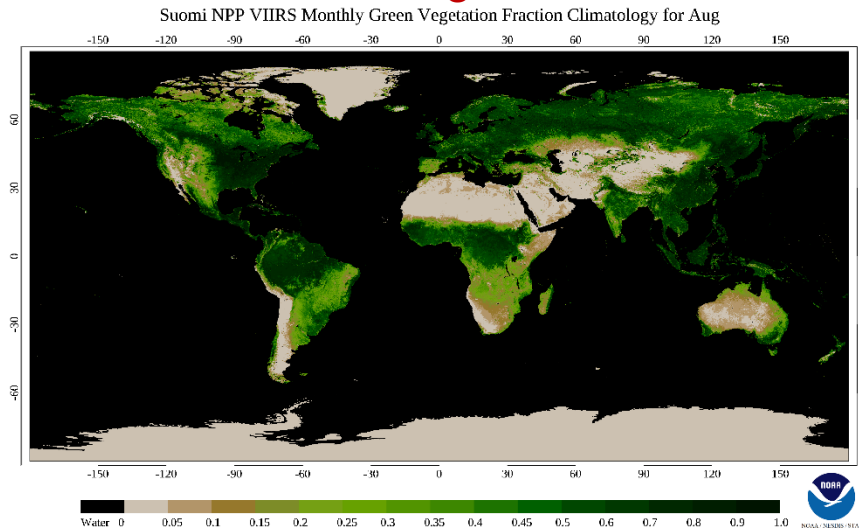 Suomi NPP VIIRS Monthly Green Vegetation Fraction Climatology for Aug
-150 -120 -90 -60 -30 0 30 60 90 120 150
60
30
0
-30
-60
-150 -120 -90 -60 -30 0 30 60 90 120 150
Water 0 0.05 0.1 0.15 0.2 0.25 0.3 0.35 0.4 0.45 0.5 0.6 0.7 0.8 0.9 1.0
NOAA
NOAA / NESDIS / STAR